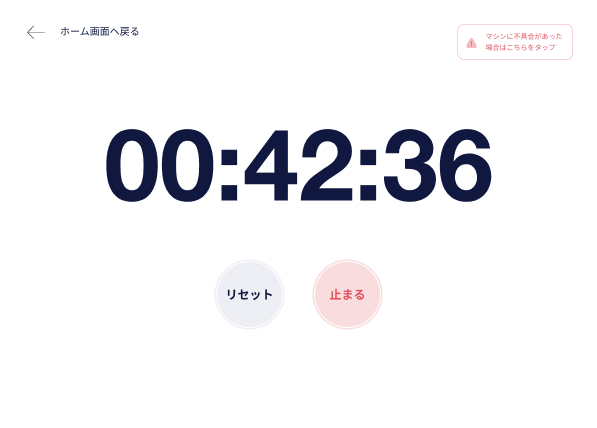 ホーム画面へ戻る
マシンに不具合があった
場合はこちらをタップ
00:42:36
リセット
止まる